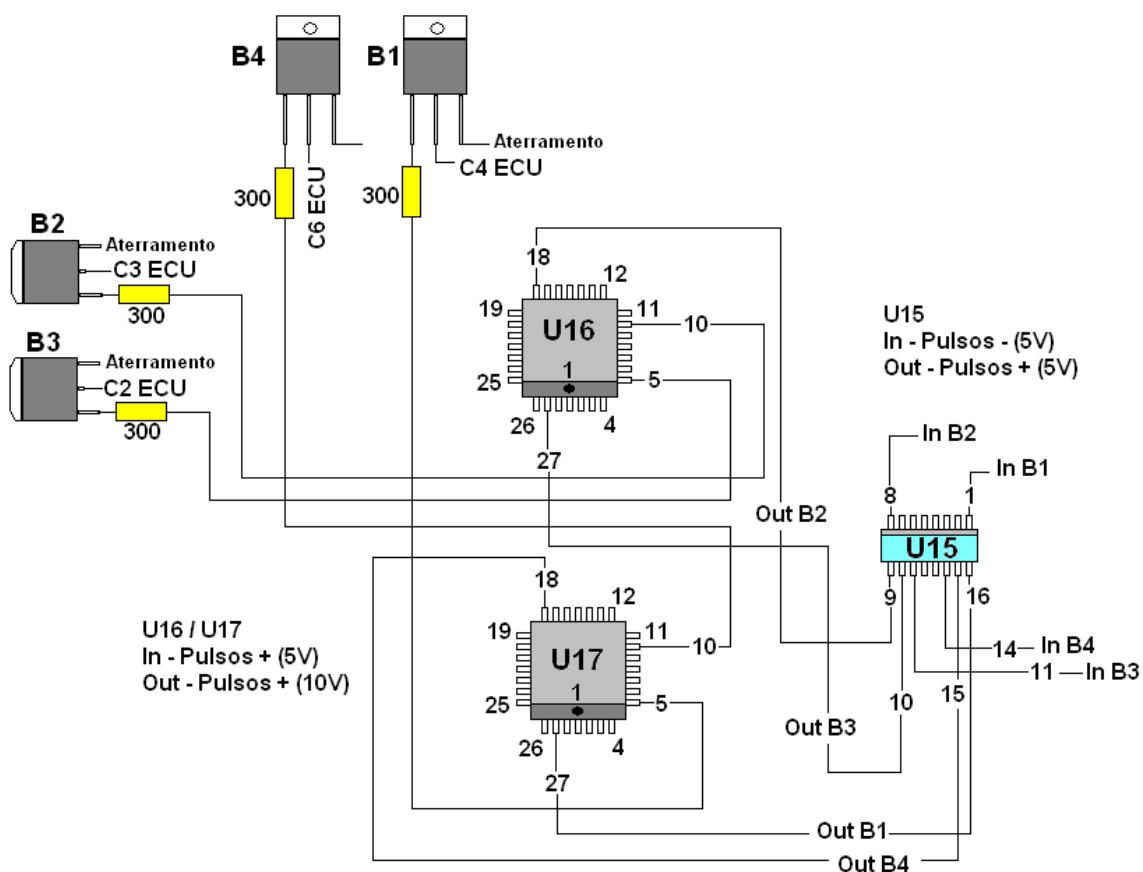 B4
B1
Aterramento
C4 ECU
300
C6 ECU
300
B2
Aterramento
C3 ECU
300
B3
Aterramento
C2 ECU
300
18
12
19
11
U16
10
1
25
5
26
4
27
U15
In - Pulsos - (5V)
Out - Pulsos + (5V)
In B2
In B1
8
1
Out B2
U15
9
16
14
In B4
11
In B3
10
15
Out B3
18
12
19
11
U17
10
1
25
5
26
4
27
U16 / U17
In - Pulsos + (5V)
Out - Pulsos + (10V)
Out B1
Out B4